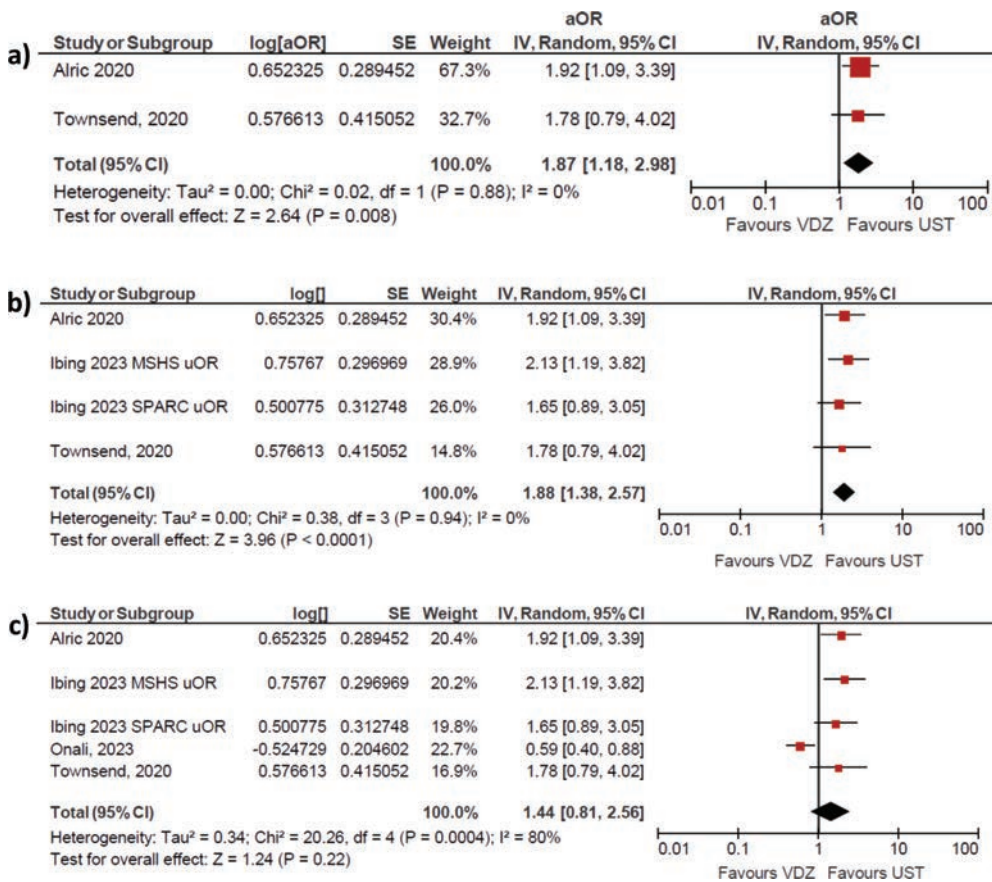 a)
aOR aOR
Study or Subgroup log[aOR] SE Weight IV, Random, 95% CI IV, Random, 95% CI
Alric 2020 0.652325 0.289452 67.3% 1.92 [1.09, 3.39]
Townsend, 2020 0.576613 0.415052 32.7% 1.78 [0.79, 4.02]
Total (95% CI) 100.0% 1.87 [1.18, 2.98]
Heterogeneity: Tau² = 0.00; Chi² = 0.02, df = 1 (P = 0.88); I² = 0%
Test for overall effect: Z = 2.64 (P = 0.008)
0.01 0.1 1 10 100
Favours VDZ Favours UST
b)
Study or Subgroup log[] SE Weight IV, Random, 95% CI IV, Random, 95% CI
Alric 2020 0.652325 0.289452 30.4% 1.92 [1.09, 3.39]
Ibing 2023 MSHS uOR 0.75767 0.296969 28.9% 2.13 [1.19, 3.82]
Ibing 2023 SPARC uOR 0.500775 0.312748 26.0% 1.65 [0.89, 3.05]
Townsend, 2020 0.576613 0.415052 14.8% 1.78 [0.79, 4.02]
Total (95% CI) 100.0% 1.88 [1.38, 2.57]
Heterogeneity: Tau² = 0.00; Chi² = 0.38, df = 3 (P = 0.94); I² = 0%
Test for overall effect: Z = 3.96 (P < 0.0001)
0.01 0.1 1 10 100
Favours VDZ Favours UST
c)
Study or Subgroup log[] SE Weight IV, Random, 95% CI IV, Random, 95% CI
Alric 2020 0.652325 0.289452 20.4% 1.92 [1.09, 3.39]
Ibing 2023 MSHS uOR 0.75767 0.296969 20.2% 2.13 [1.19, 3.82]
Ibing 2023 SPARC uOR 0.500775 0.312748 19.8% 1.65 [0.89, 3.05]
Onali, 2023 -0.524729 0.204602 22.7% 0.59 [0.40, 0.88]
Townsend, 2020 0.576613 0.415052 16.9% 1.78 [0.79, 4.02]
Total (95% CI) 100.0% 1.44 [0.81, 2.56]
Heterogeneity: Tau² = 0.34; Chi² = 20.26, df = 4 (P = 0.0004); I² = 80%
Test for overall effect: Z = 1.24 (P = 0.22)
0.01 0.1 1 10 100
Favours VDZ Favours UST